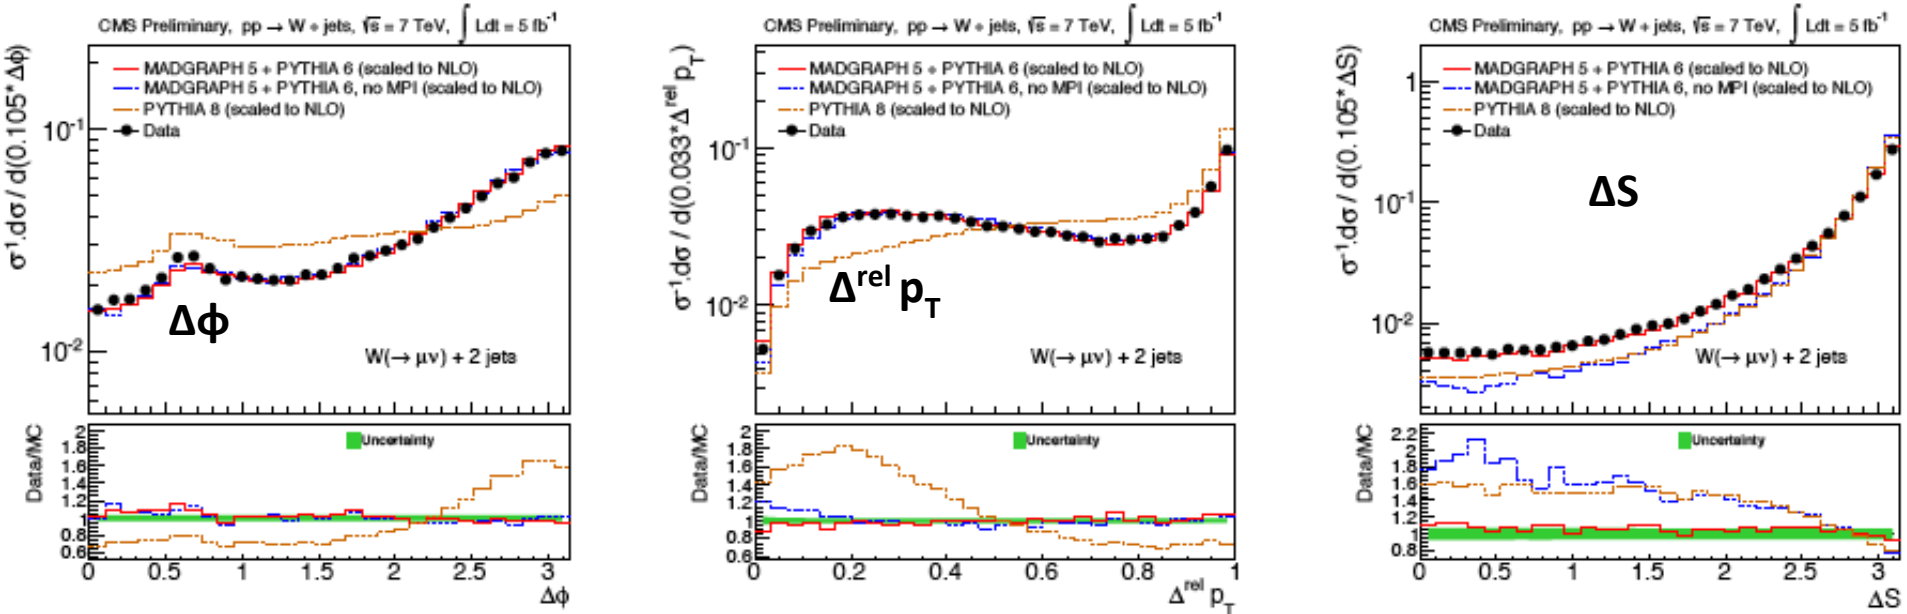 CMS Preliminary, pp → W + jets, √s = 7 TeV, ∫ Ldt = 5 fb⁻¹
σ⁻¹.dσ / d(0.105* Δϕ)
MADGRAPH 5 + PYTHIA 6 (scaled to NLO)
MADGRAPH 5 + PYTHIA 6, no MPI (scaled to NLO)
PYTHIA 8 (scaled to NLO)
Data
10⁻¹
Δϕ
10⁻²
W(→ μν) + 2 jets
Data/MC
Uncertainty
2
1.8
1.6
1.4
1.2
1
0.8
0.6
0 0.5 1 1.5 2 2.5 3
Δϕ
CMS Preliminary, pp → W + jets, √s = 7 TeV, ∫ Ldt = 5 fb⁻¹
σ⁻¹.dσ / d(0.033*Δʳᵉˡ p_T)
MADGRAPH 5 + PYTHIA 6 (scaled to NLO)
MADGRAPH 5 + PYTHIA 6, no MPI (scaled to NLO)
PYTHIA 8 (scaled to NLO)
Data
10⁻¹
Δʳᵉˡ p_T
10⁻²
W(→ μν) + 2 jets
Data/MC
Uncertainty
2
1.8
1.6
1.4
1.2
1
0.8
0.6
0 0.2 0.4 0.6 0.8 1
Δʳᵉˡ p_T
CMS Preliminary, pp → W + jets, √s = 7 TeV, ∫ Ldt = 5 fb⁻¹
σ⁻¹.dσ / d(0.105* ΔS)
MADGRAPH 5 + PYTHIA 6 (scaled to NLO)
MADGRAPH 5 + PYTHIA 6, no MPI (scaled to NLO)
PYTHIA 8 (scaled to NLO)
Data
1
ΔS
10⁻¹
10⁻²
W(→ μν) + 2 jets
Data/MC
Uncertainty
2.2
2
1.8
1.6
1.4
1.2
1
0.8
0 0.5 1 1.5 2 2.5 3
ΔS